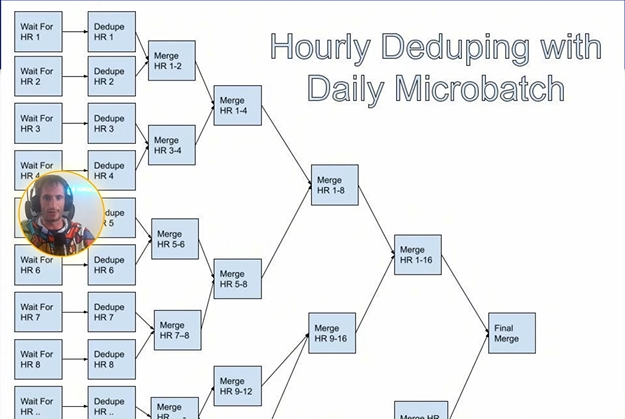 Hourly Deduping with
Daily Microbatch
Wait For
HR 1
Dedupe
HR 1
Wait For
HR 2
Dedupe
HR 2
Merge
HR 1-2
Wait For
HR 3
Dedupe
HR 3
Wait For
HR 4
Dedupe
HR 4
Merge
HR 3-4
Merge
HR 1-4
dupe
5
Wait For
HR 6
Dedupe
HR 6
Merge
HR 5-6
Wait For
HR 7
Dedupe
HR 7
Wait For
HR 8
Dedupe
HR 8
Merge
HR 7–8
Merge
HR 5-8
Merge
HR 1-8
Wait For
HR ..
Dedupe
HR ..
Merge
HR
Merge
HR 9-12
Merge
HR 9-16
Merge
HR 1-16
Merge HR
Final
Merge